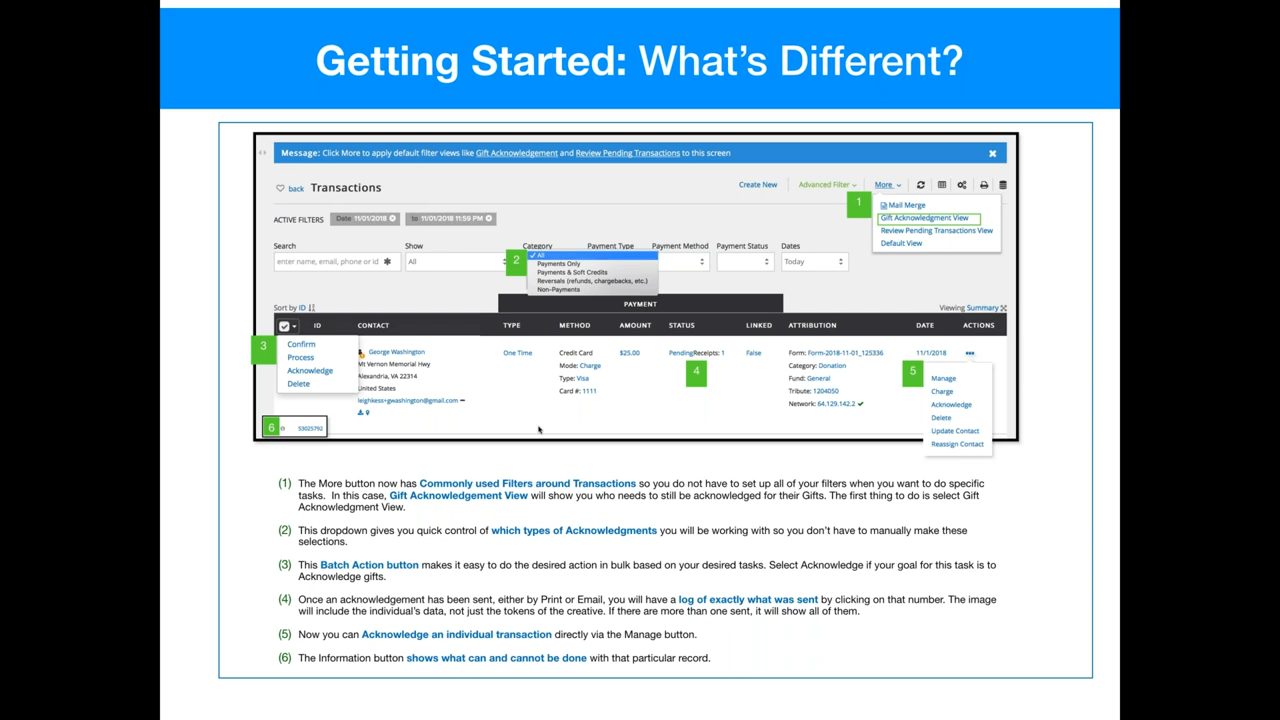 Getting Started: What's Different?
Message: Click More to apply default filter views like Gift Acknowledgement and Review Pending Transactions to this screen
back Transactions
Create New Advanced Filter More
1
Mail Merge
Gift Acknowledgment View
Review Pending Transactions View
Default View
ACTIVE FILTERS Date 11/01/2018 to 11/01/2018 11:59 PM
Search Show Category Payment Type Payment Method Payment Status Dates
enter name, email, phone or id All Today
2
All
Payments Only
Payments & Soft Credits
Reversals (refunds, chargebacks, etc.)
Non-Payments
PAYMENT
Sort by ID Viewing Summary
ID CONTACT TYPE METHOD AMOUNT STATUS LINKED ATTRIBUTION DATE ACTIONS
3
Confirm
Process
Acknowledge
Delete
George Washington
Mt Vernon Memorial Hwy
Alexandria, VA 22314
United States
leighkess+gwashington@gmail.com
One Time
Credit Card
Mode: Charge
Type: Visa
Card #: 1111
$25.00
PendingReceipts: 1
4
False
Form: Form-2018-11-01_125336
Category: Donation
Fund: General
Tribute: 1204050
Network: 64.129.142.2
11/1/2018
5
Manage
Charge
Acknowledge
Delete
Update Contact
Reassign Contact
6 53025792
(1) The More button now has Commonly used Filters around Transactions so you do not have to set up all of your filters when you want to do specific
tasks. In this case, Gift Acknowledgement View will show you who needs to still be acknowledged for their Gifts. The first thing to do is select Gift
Acknowledgment View.
(2) This dropdown gives you quick control of which types of Acknowledgments you will be working with so you don't have to manually make these
selections.
(3) This Batch Action button makes it easy to do the desired action in bulk based on your desired tasks. Select Acknowledge if your goal for this task is to
Acknowledge gifts.
(4) Once an acknowledgement has been sent, either by Print or Email, you will have a log of exactly what was sent by clicking on that number. The image
will include the individual's data, not just the tokens of the creative. If there are more than one sent, it will show all of them.
(5) Now you can Acknowledge an individual transaction directly via the Manage button.
(6) The Information button shows what can and cannot be done with that particular record.